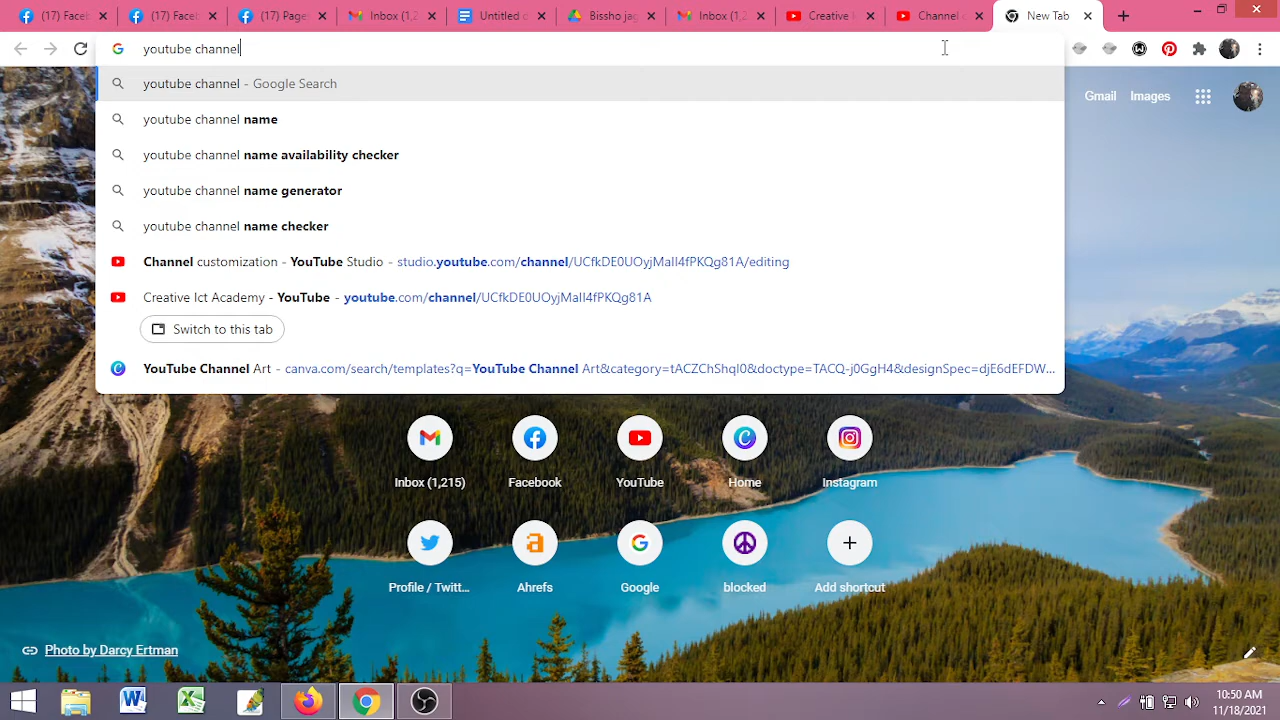 (17) Faceb
(17) Faceb
(17) Page
Inbox (1,2
Untitled d
Bissho jag
Inbox (1,2
Creative I
Channel c
New Tab
youtube channel
youtube channel - Google Search
Gmail
Images
youtube channel name
youtube channel name availability checker
youtube channel name generator
youtube channel name checker
Channel customization - YouTube Studio - studio.youtube.com/channel/UCfkDE0UOyjMalI4fPKQg81A/editing
Creative Ict Academy - YouTube - youtube.com/channel/UCfkDE0UOyjMalI4fPKQg81A
Switch to this tab
YouTube Channel Art - canva.com/search/templates?q=YouTube Channel Art&category=tACZChShqI0&doctype=TACQ-j0GgH4&designSpec=djE6dEFDW...
Inbox (1,215)
Facebook
YouTube
Home
Instagram
Profile / Twitt...
Ahrefs
Google
blocked
Add shortcut
Photo by Darcy Ertman
10:50 AM
11/18/2021